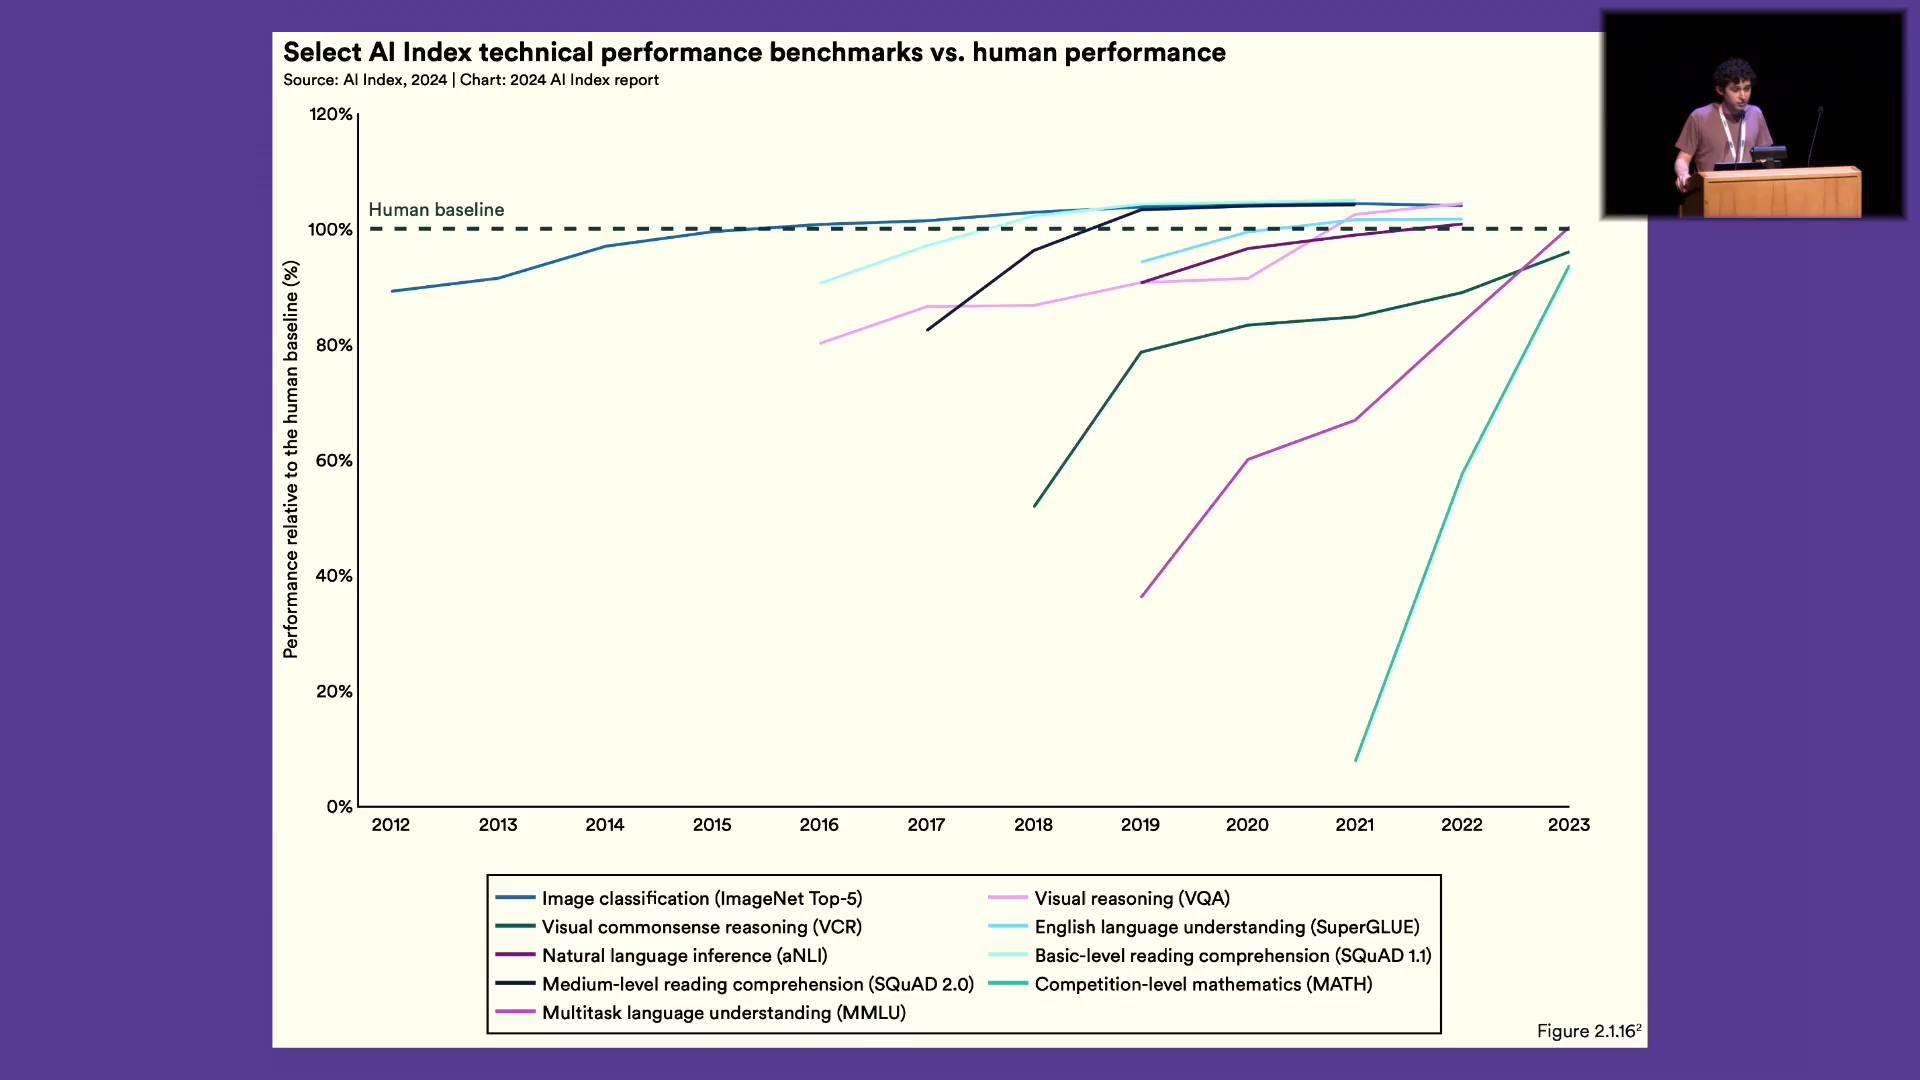 Select AI Index technical performance benchmarks vs. human performance
Source: AI Index, 2024 | Chart: 2024 AI Index report
120%
Human baseline
100%
80%
60%
40%
20%
0%
Performance relative to the human baseline (%)
2012 2013 2014 2015 2016 2017 2018 2019 2020 2021 2022 2023
Image classification (ImageNet Top-5)
Visual commonsense reasoning (VCR)
Natural language inference (aNLI)
Medium-level reading comprehension (SQuAD 2.0)
Multitask language understanding (MMLU)
Visual reasoning (VQA)
English language understanding (SuperGLUE)
Basic-level reading comprehension (SQuAD 1.1)
Competition-level mathematics (MATH)
Figure 2.1.16²